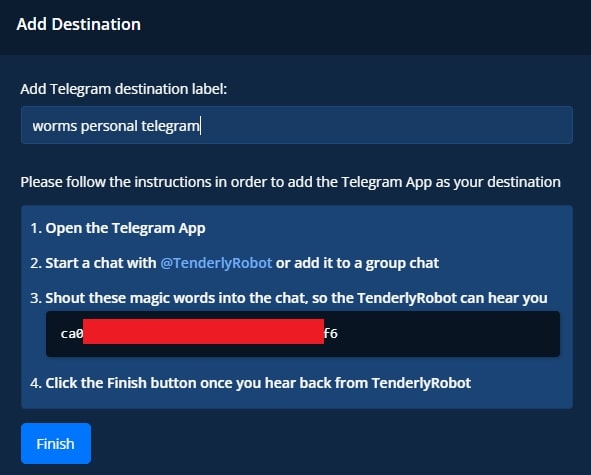 Add Destination
Add Telegram destination label:
worms personal telegram
Please follow the instructions in order to add the Telegram App as your destination
1. Open the Telegram App
2. Start a chat with @TenderlyRobot or add it to a group chat
3. Shout these magic words into the chat, so the TenderlyRobot can hear you
ca0 f6
4. Click the Finish button once you hear back from TenderlyRobot
Finish